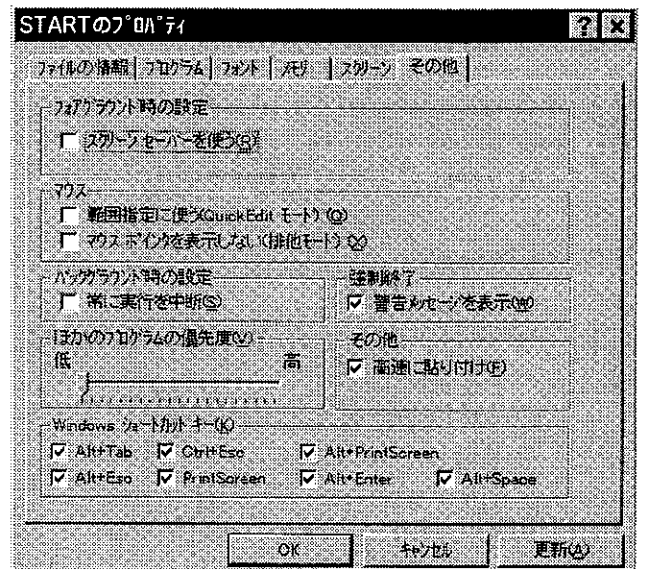 STARTのプロパティ
ファイルの情報 プログラム フォント メモリ スクリーン その他
フォアグラウンド時の設定
スクリーン セーバーを使う(R)
マウス
範囲指定に使う(QuickEdit モード) (Q)
マウス ポインタを表示しない(排他モード) (X)
バックグラウンド時の設定
常に実行を中断(S)
強制終了
警告メッセージを表示(W)
ほかのプログラムの優先度(V)
低 高
その他
高速に貼り付け(F)
Windows ショートカット キー(K)
Alt+Tab Ctrl+Esc Alt+PrintScreen
Alt+Esc PrintScreen Alt+Enter Alt+Space
OK キャンセル 更新(A)